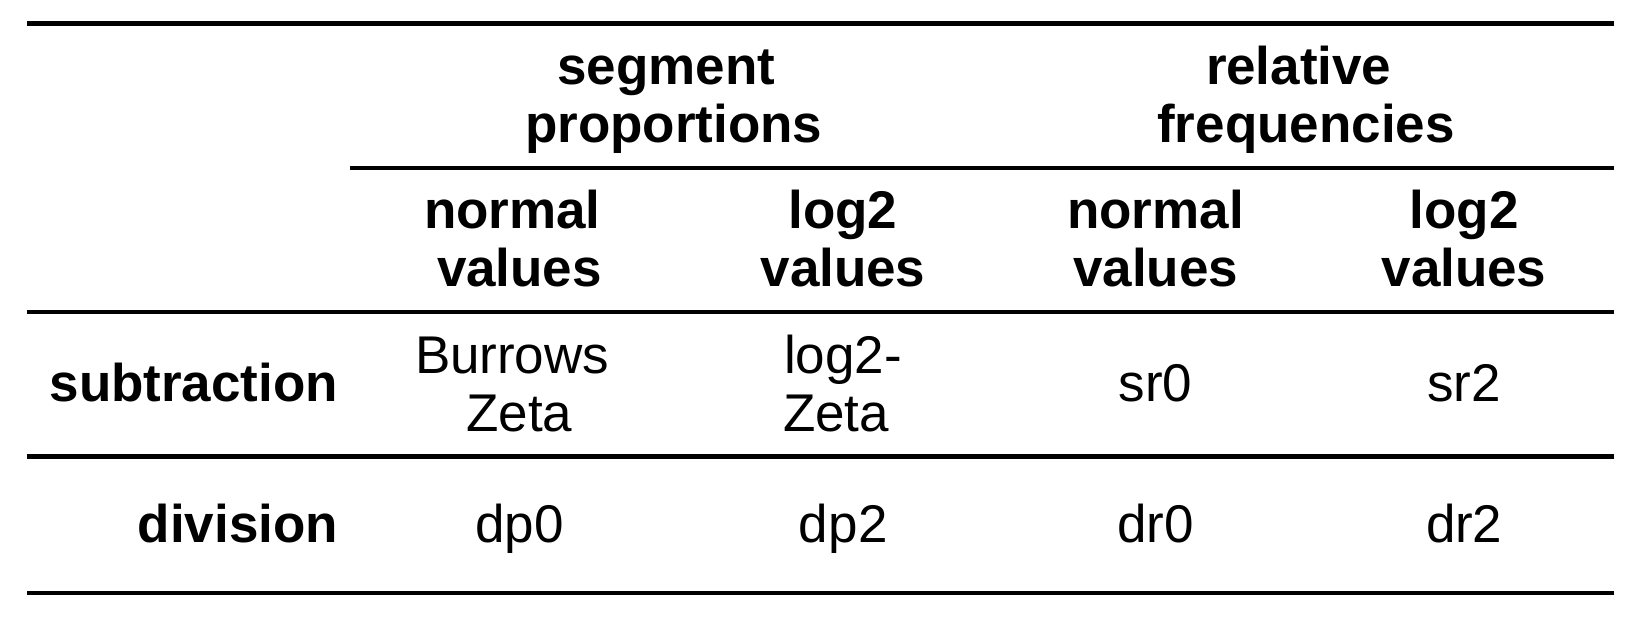 segment relative
proportions frequencies
normal log2 normal log2
values values values values
subtraction Burrows Zeta log2-Zeta sr0 sr2
division dp0 dp2 dr0 dr2